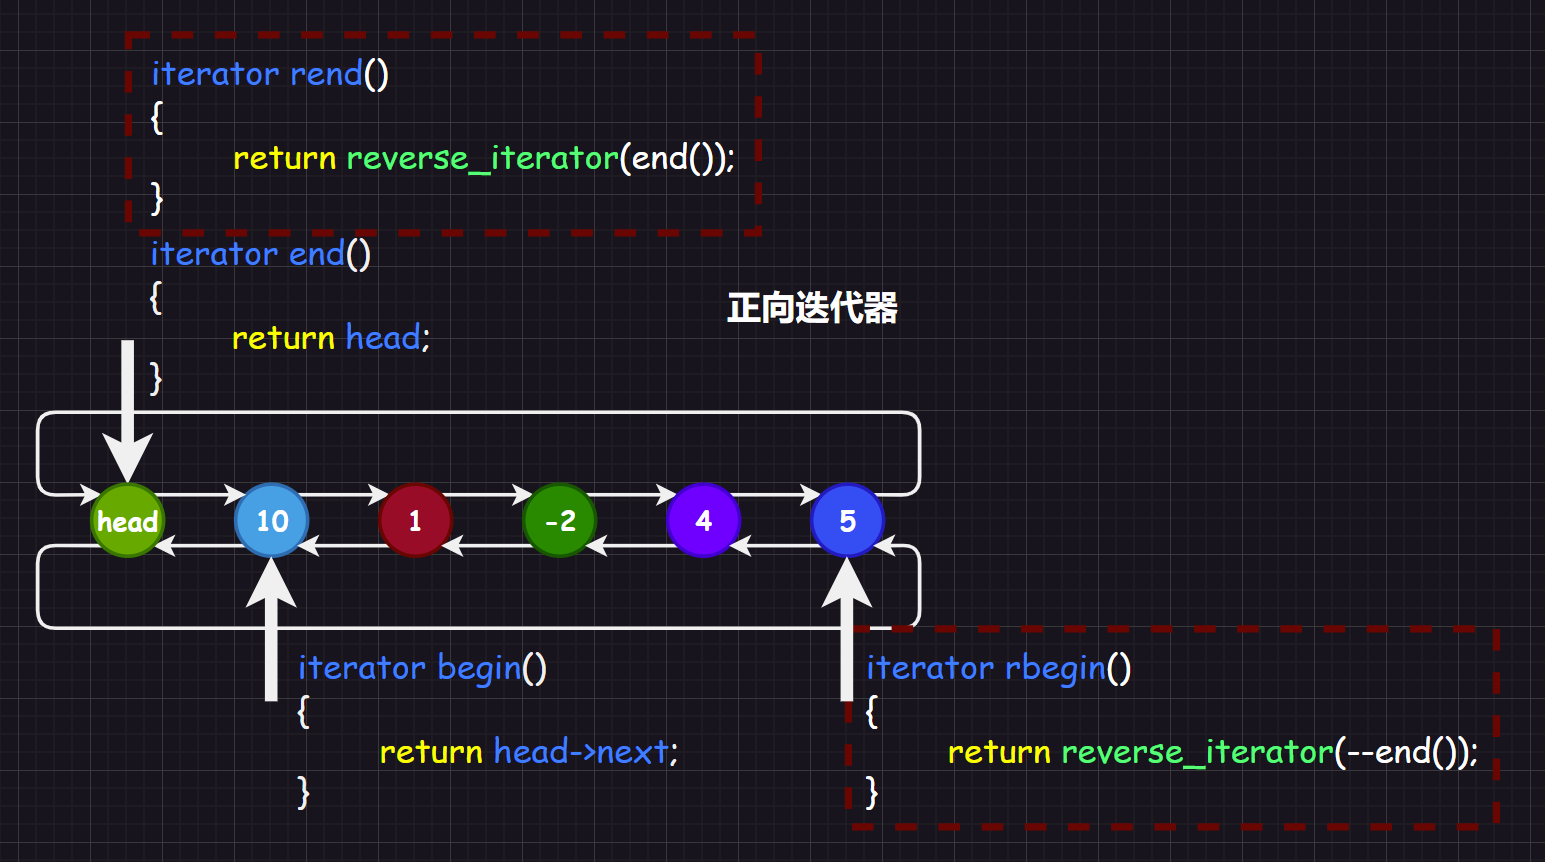 iterator rend()
{
return reverse_iterator(end());
}
iterator end()
{
return head;
}
正向迭代器
head
10
1
-2
4
5
iterator begin()
{
return head->next;
}
iterator rbegin()
{
return reverse_iterator(--end());
}